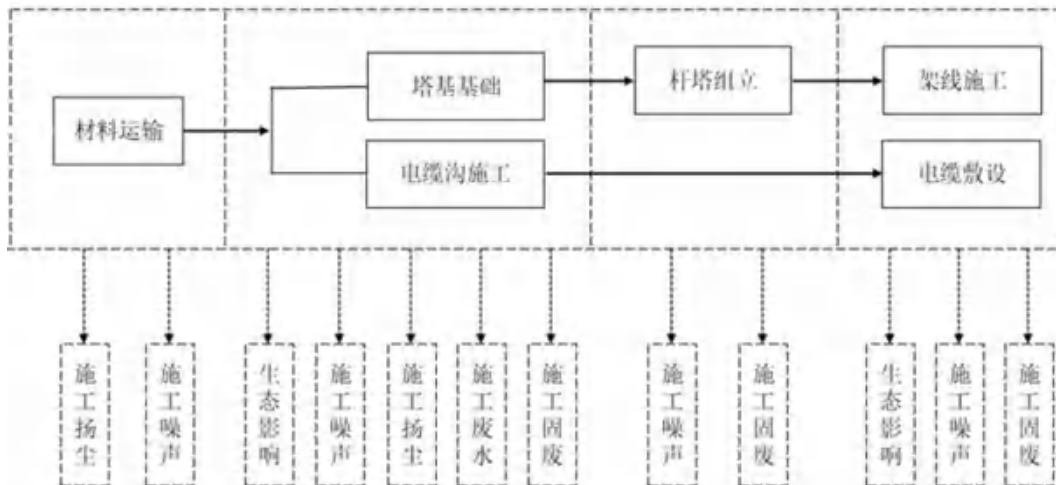 塔基基础
杆塔组立
架线施工
材料运输
电缆沟施工
电缆敷设
施工扬尘
施工噪声
生态影响
施工噪声
施工扬尘
施工废水
施工固废
施工噪声
施工固废
生态影响
施工噪声
施工固废